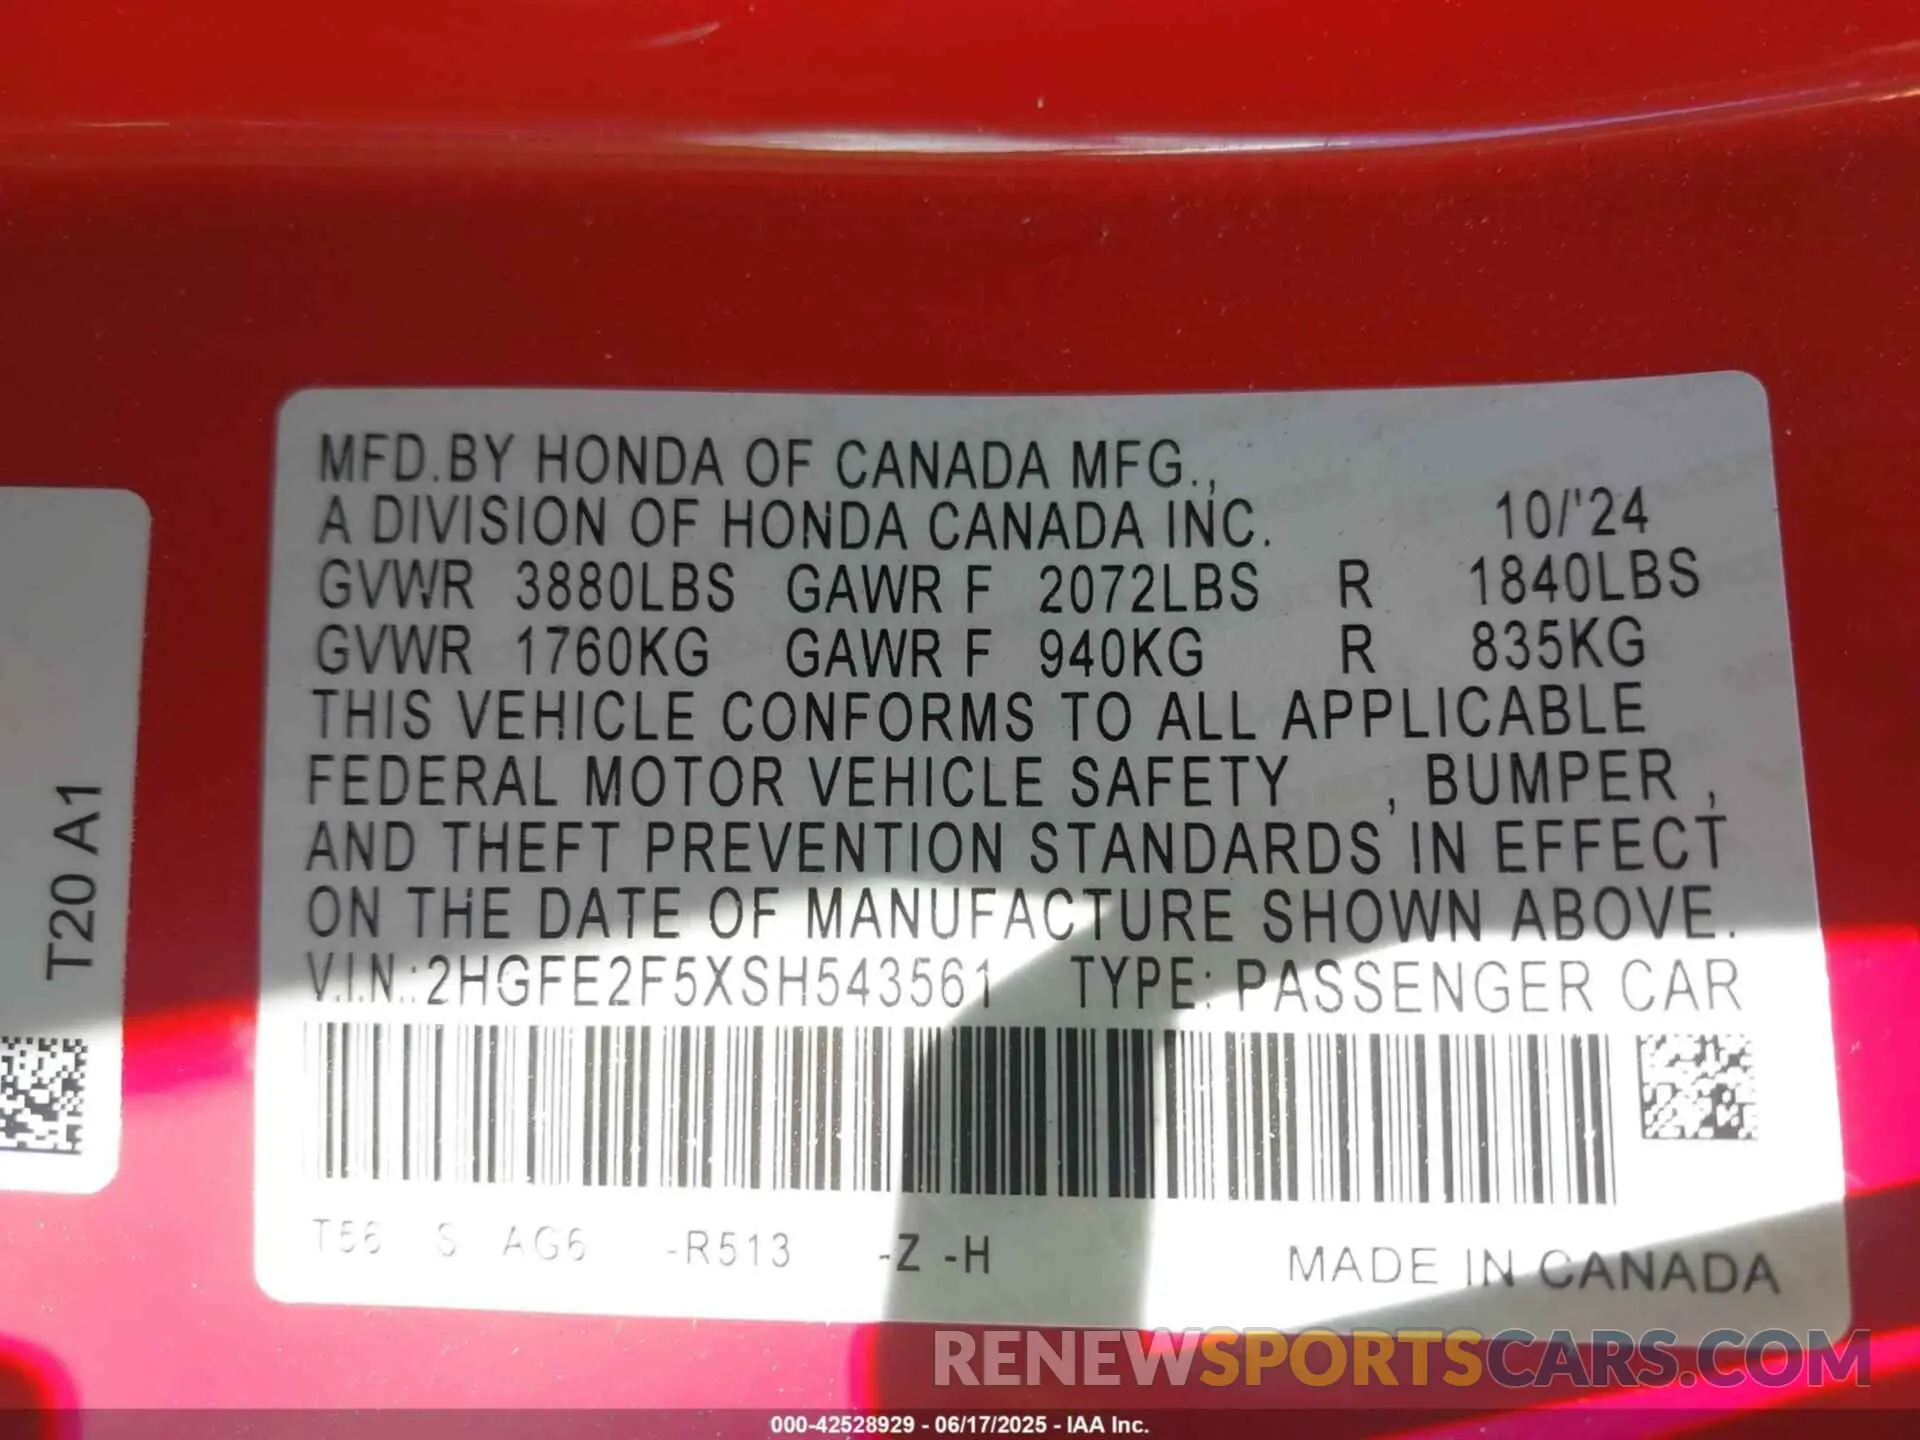 MFD.BY HONDA OF CANADA MFG.,
A DIVISION OF HONDA CANADA INC. 10/'24
GVWR 3880LBS GAWR F 2072LBS R 1840LBS
GVWR 1760KG GAWR F 940KG R 835KG
THIS VEHICLE CONFORMS TO ALL APPLICABLE
FEDERAL MOTOR VEHICLE SAFETY , BUMPER ,
AND THEFT PREVENTION STANDARDS IN EFFECT
ON THE DATE OF MANUFACTURE SHOWN ABOVE.
V.I.N.:2HGFE2F5XSH543561 TYPE: PASSENGER CAR
T56 S AG6 -R513 -Z -H
MADE IN CANADA
T20 A1
RENEWSPORTSCARS.COM
000-42528929 - 06/17/2025 - IAA Inc.